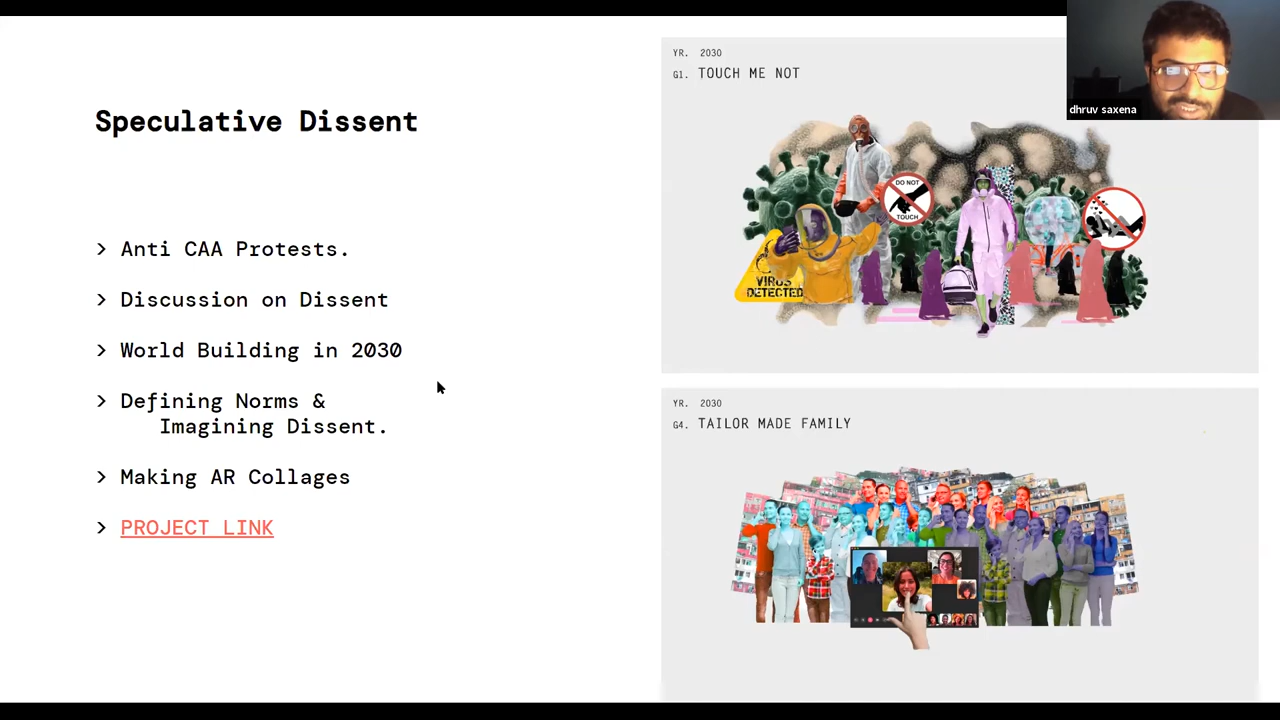 Speculative Dissent
> Anti CAA Protests.
> Discussion on Dissent
> World Building in 2030
> Defining Norms &
Imagining Dissent.
> Making AR Collages
> PROJECT LINK
YR. 2030
G1. TOUCH ME NOT
DO NOT
TOUCH
VIRUS
DETECTED
YR. 2030
G4. TAILOR MADE FAMILY
dhruv saxena